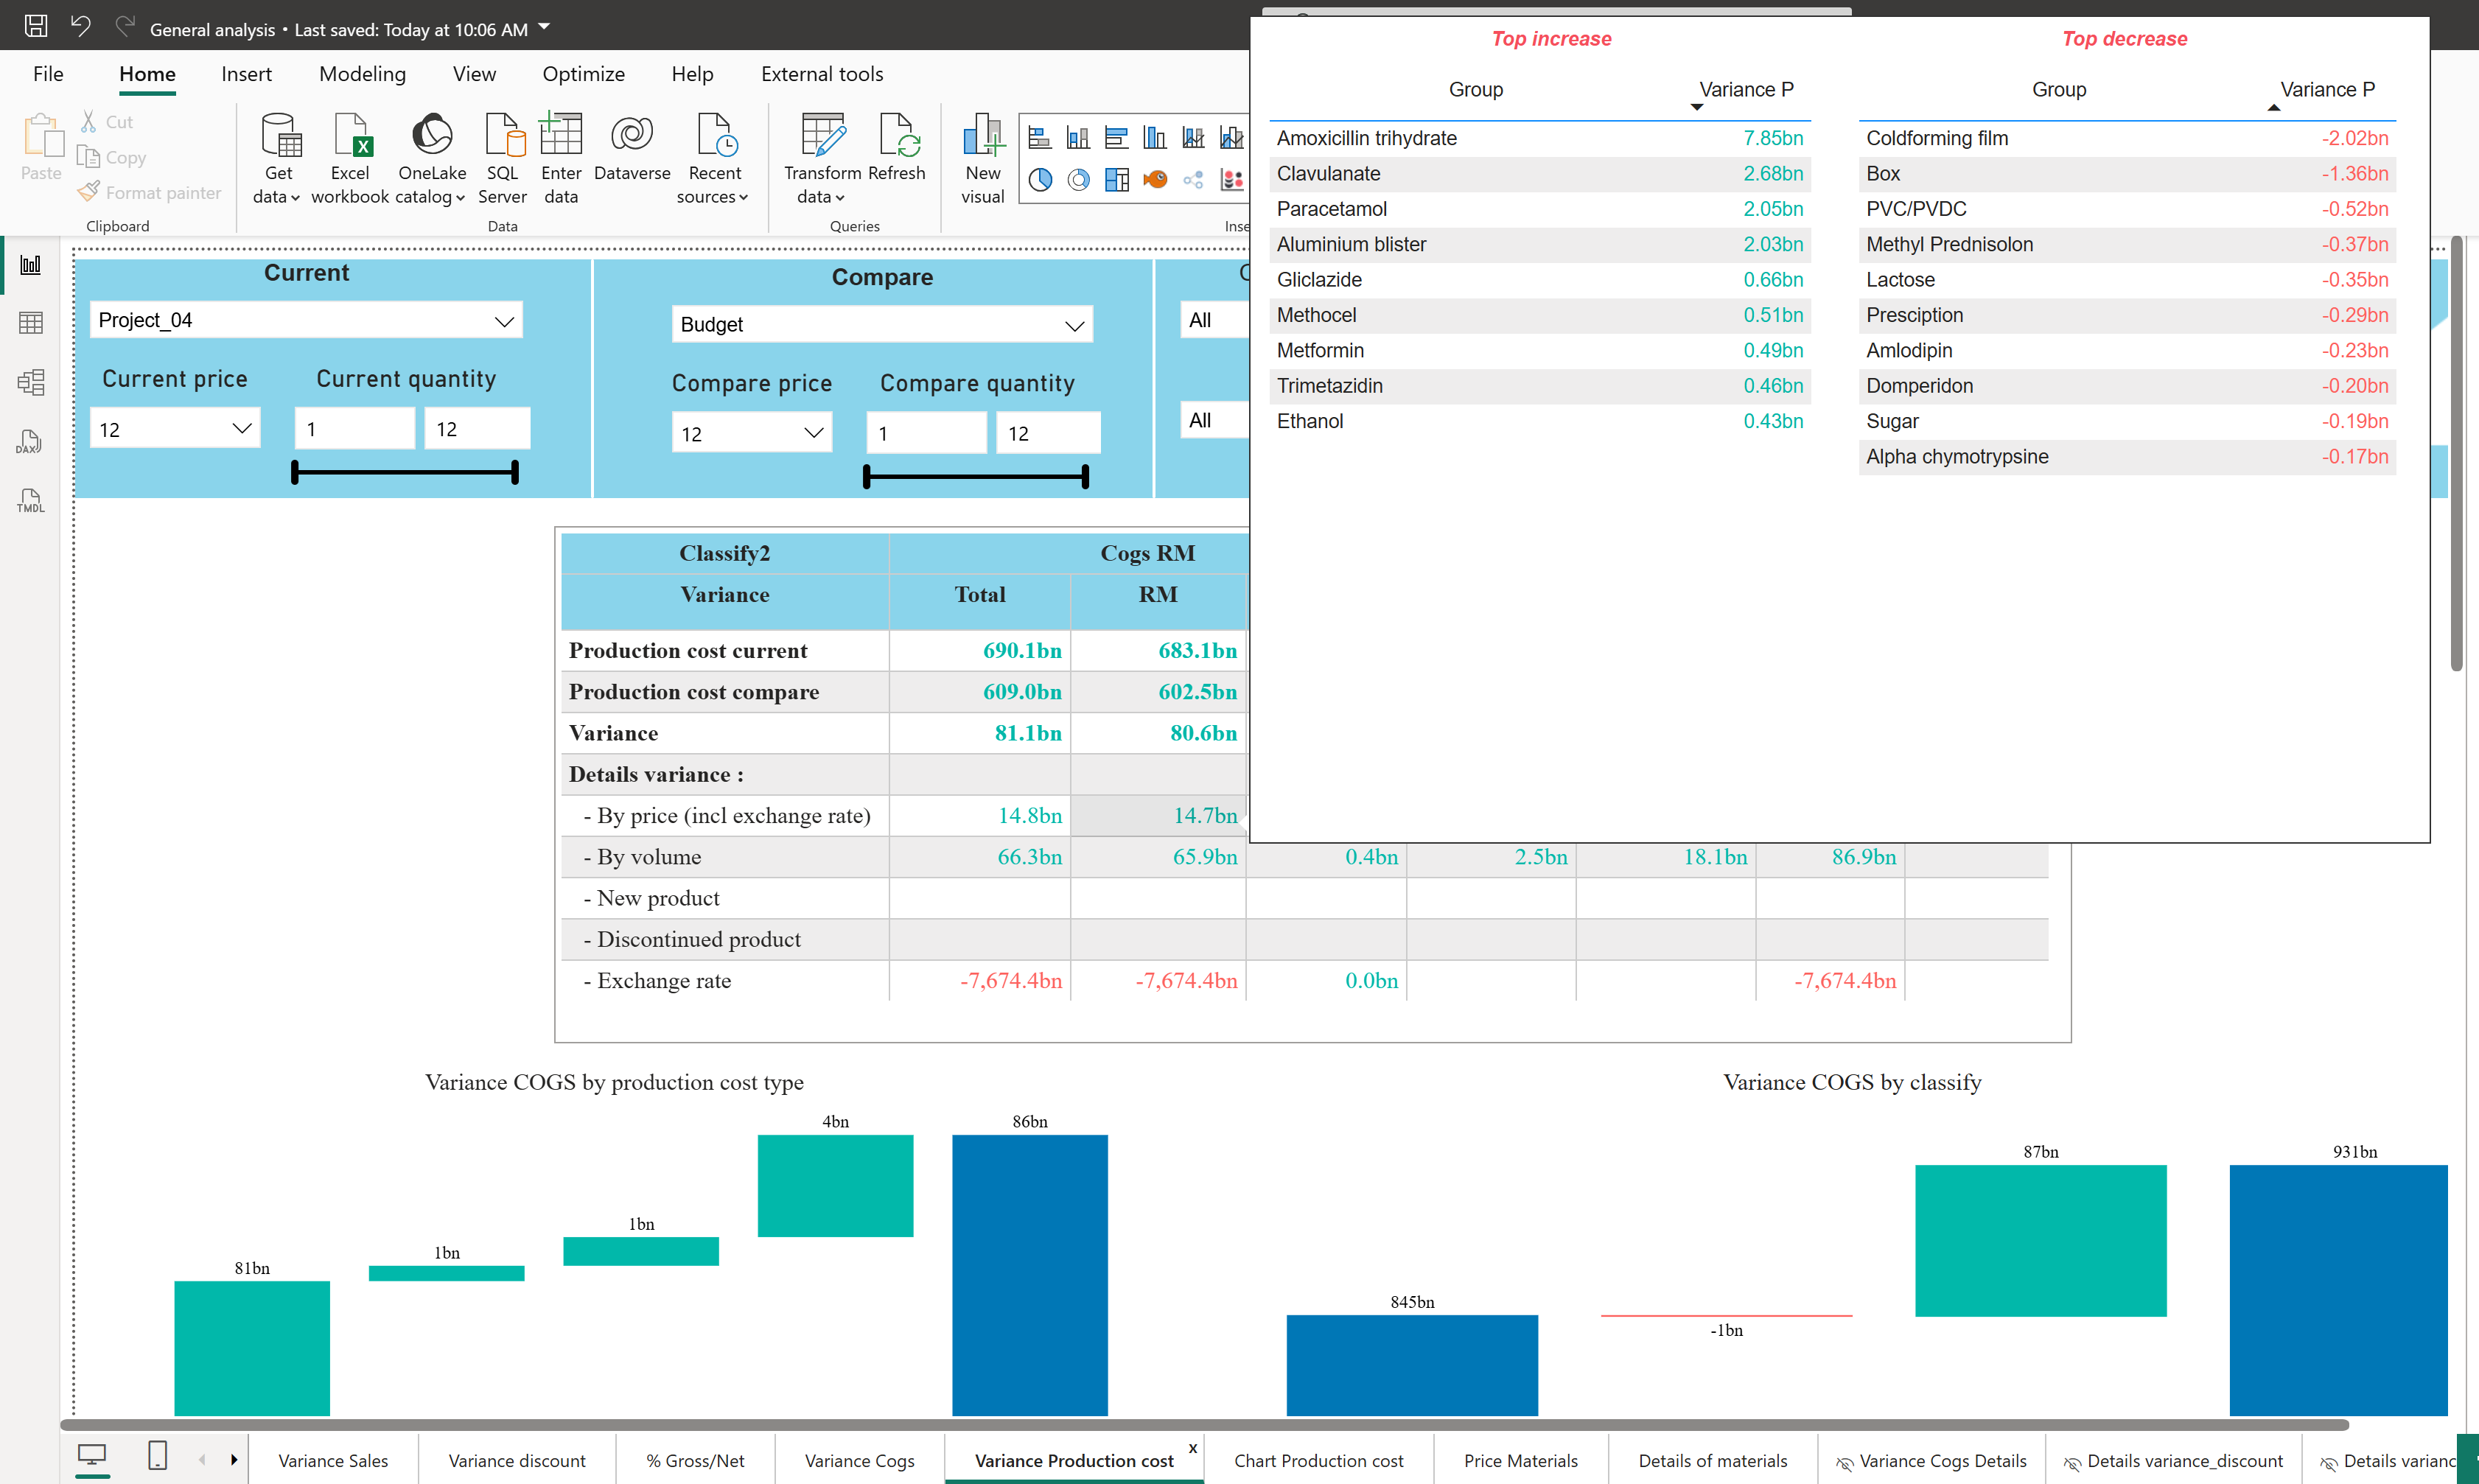 General analysis • Last saved: Today at 10:06 AM
File Home Insert Modeling View Optimize Help External tools
Paste
Cut
Copy
Format painter
Clipboard
Get data
Excel workbook
OneLake catalog
SQL Server
Enter data
Dataverse
Recent sources
Data
Transform data
Refresh
Queries
New visual
Inse
DAX
TMDL
Current
Project_04
Current price Current quantity
12 1 12
Compare
Budget
Compare price Compare quantity
12 1 12
All
All
Top increase
Group Variance P
Amoxicillin trihydrate 7.85bn
Clavulanate 2.68bn
Paracetamol 2.05bn
Aluminium blister 2.03bn
Gliclazide 0.66bn
Methocel 0.51bn
Metformin 0.49bn
Trimetazidin 0.46bn
Ethanol 0.43bn
Top decrease
Group Variance P
Coldforming film -2.02bn
Box -1.36bn
PVC/PVDC -0.52bn
Methyl Prednisolon -0.37bn
Lactose -0.35bn
Presciption -0.29bn
Amlodipin -0.23bn
Domperidon -0.20bn
Sugar -0.19bn
Alpha chymotrypsine -0.17bn
Classify2 Cogs RM
Variance Total RM
Production cost current 690.1bn 683.1bn
Production cost compare 609.0bn 602.5bn
Variance 81.1bn 80.6bn
Details variance :
- By price (incl exchange rate) 14.8bn 14.7bn
- By volume 66.3bn 65.9bn 0.4bn 2.5bn 18.1bn 86.9bn
- New product
- Discontinued product
- Exchange rate -7,674.4bn -7,674.4bn 0.0bn -7,674.4bn
Variance COGS by production cost type
81bn
1bn
1bn
4bn
86bn
Variance COGS by classify
845bn
-1bn
87bn
931bn
Variance Sales Variance discount % Gross/Net Variance Cogs Variance Production cost x Chart Production cost Price Materials Details of materials Variance Cogs Details Details variance_discount Details varianc